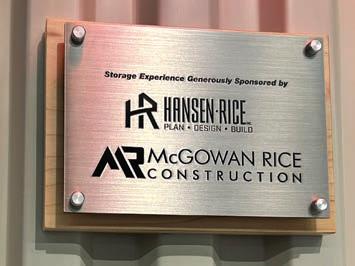 Storage Experience Generously Sponsored by
HR HANSEN-RICE
PLAN • DESIGN • BUILD
MR McGOWAN RICE
CONSTRUCTION